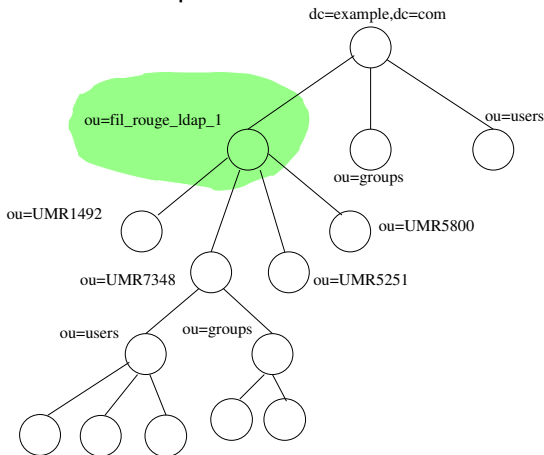 dc=example,dc=com
ou=fil_rouge_ldap_1
ou=users
ou=groups
ou=UMR1492
ou=UMR5800
ou=UMR7348
ou=UMR5251
ou=users
ou=groups